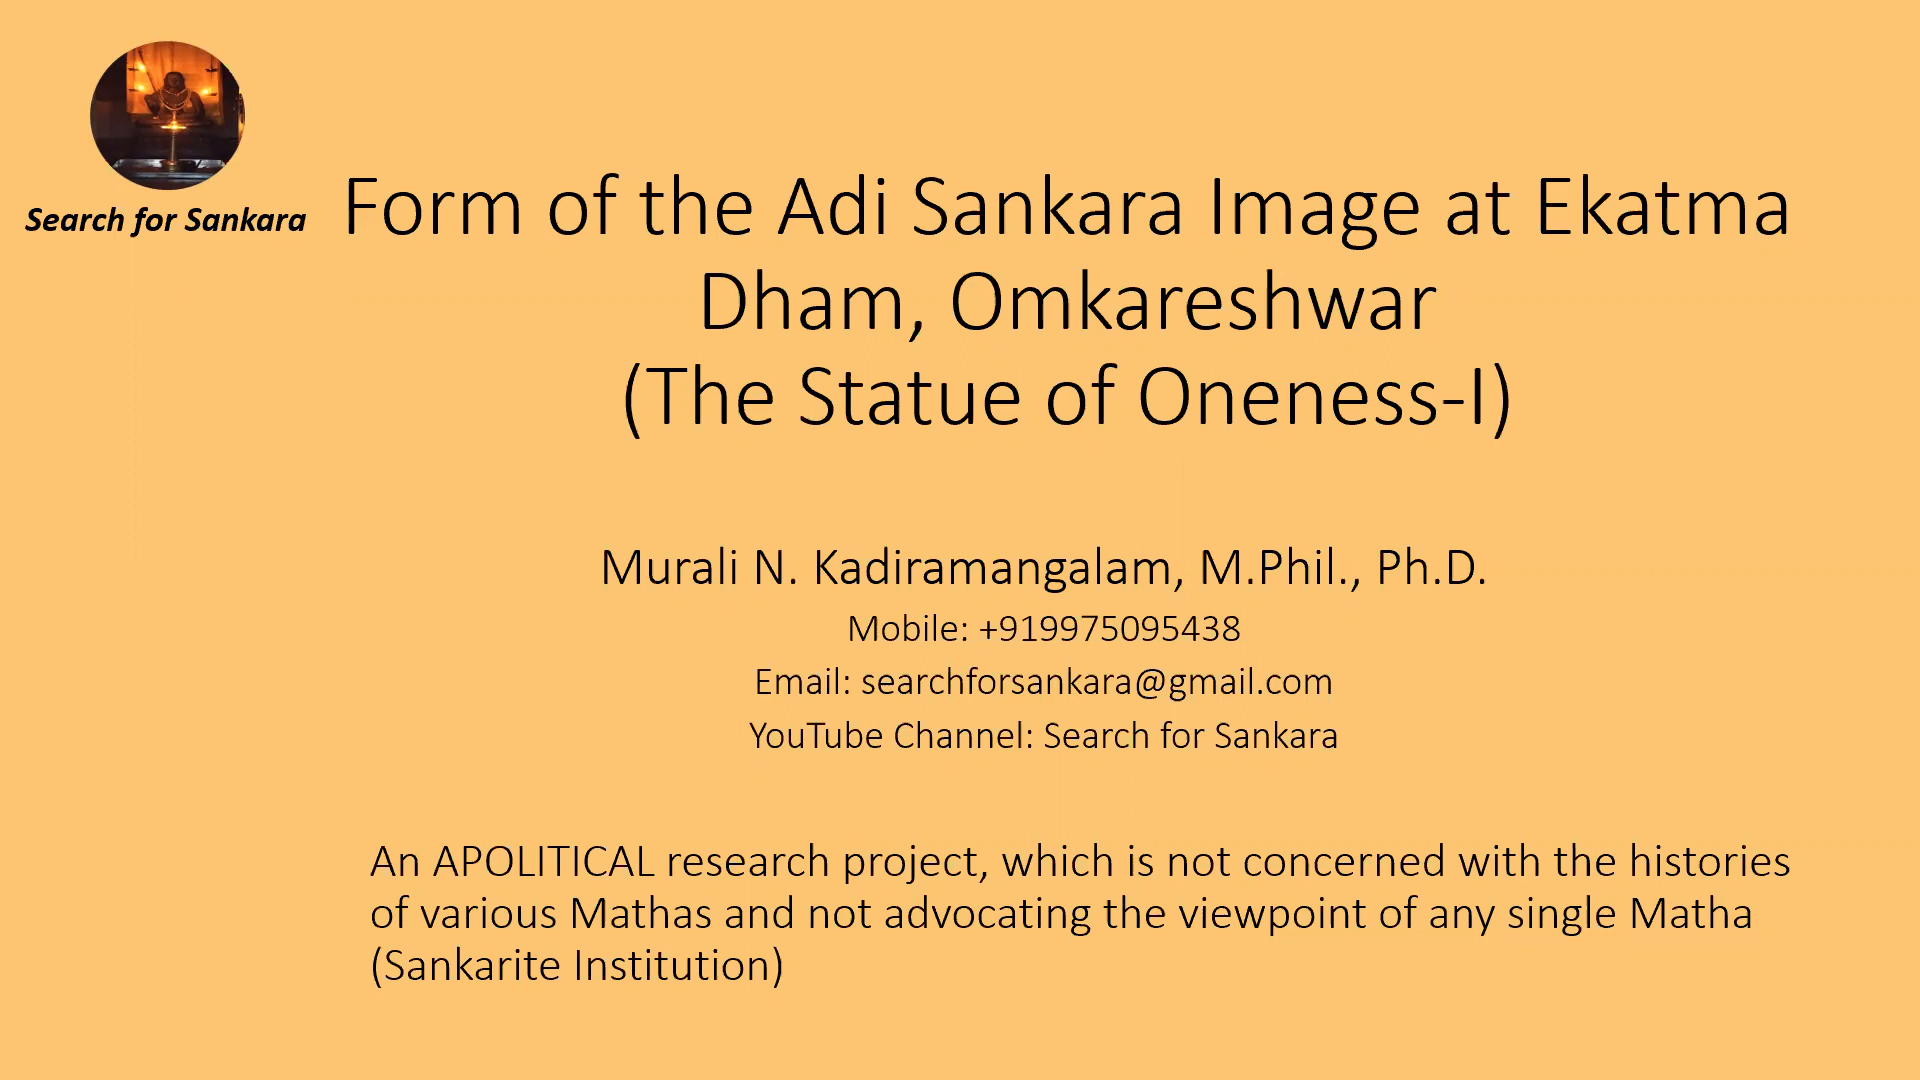 Search for Sankara
Form of the Adi Sankara Image at Ekatma
Dham, Omkareshwar
(The Statue of Oneness-I)
Murali N. Kadiramangalam, M.Phil., Ph.D.
Mobile: +919975095438
Email: searchforsankara@gmail.com
YouTube Channel: Search for Sankara
An APOLITICAL research project, which is not concerned with the histories
of various Mathas and not advocating the viewpoint of any single Matha
(Sankarite Institution)